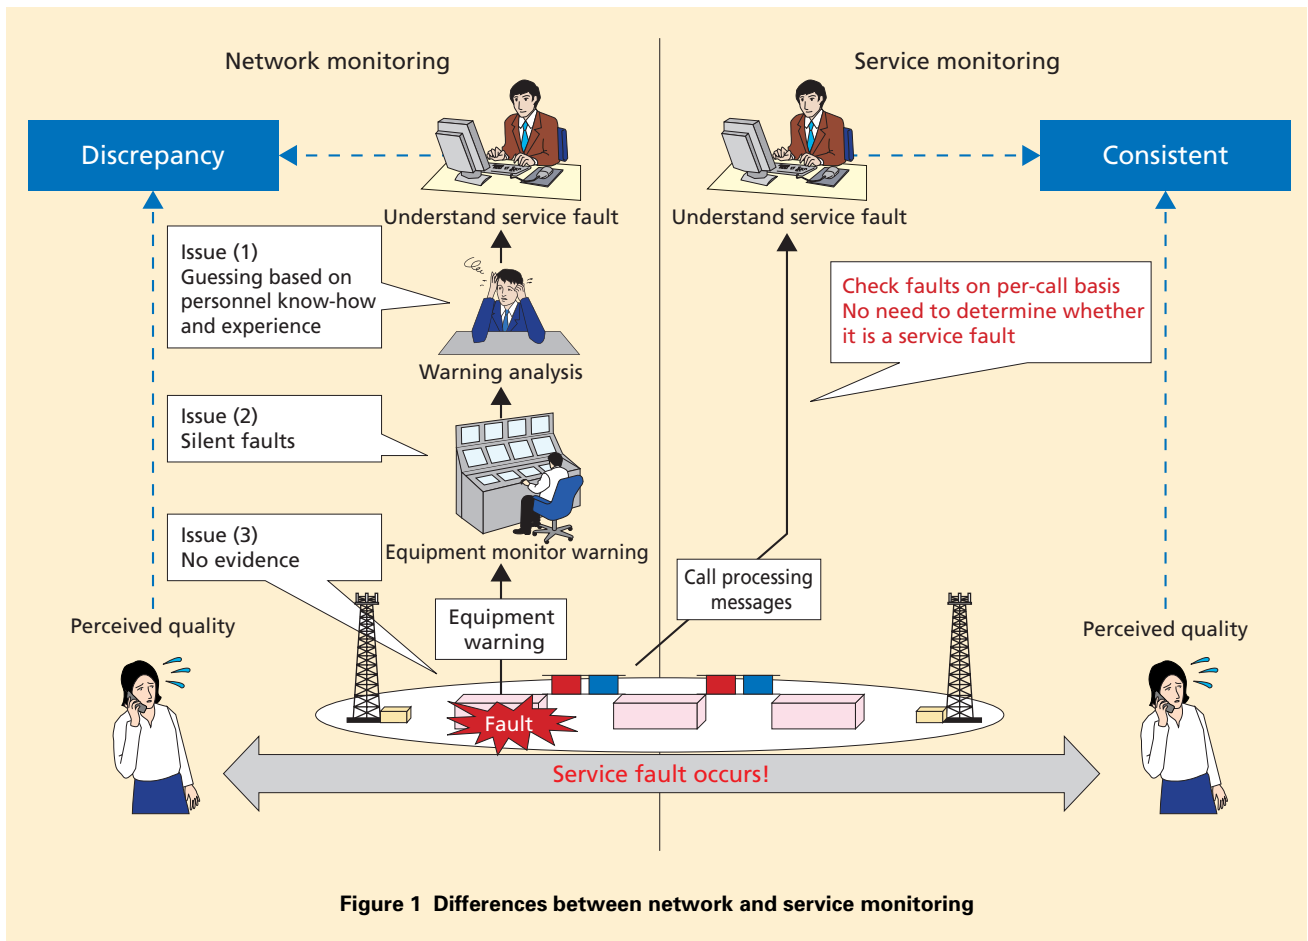 Network monitoring
Service monitoring
Discrepancy
Consistent
Understand service fault
Understand service fault
Issue (1)
Guessing based on
personnel know-how
and experience
Check faults on per-call basis
No need to determine whether
it is a service fault
Warning analysis
Issue (2)
Silent faults
Issue (3)
No evidence
Equipment monitor warning
Call processing
messages
Equipment
warning
Perceived quality
Perceived quality
Fault
Service fault occurs!
Figure 1 Differences between network and service monitoring